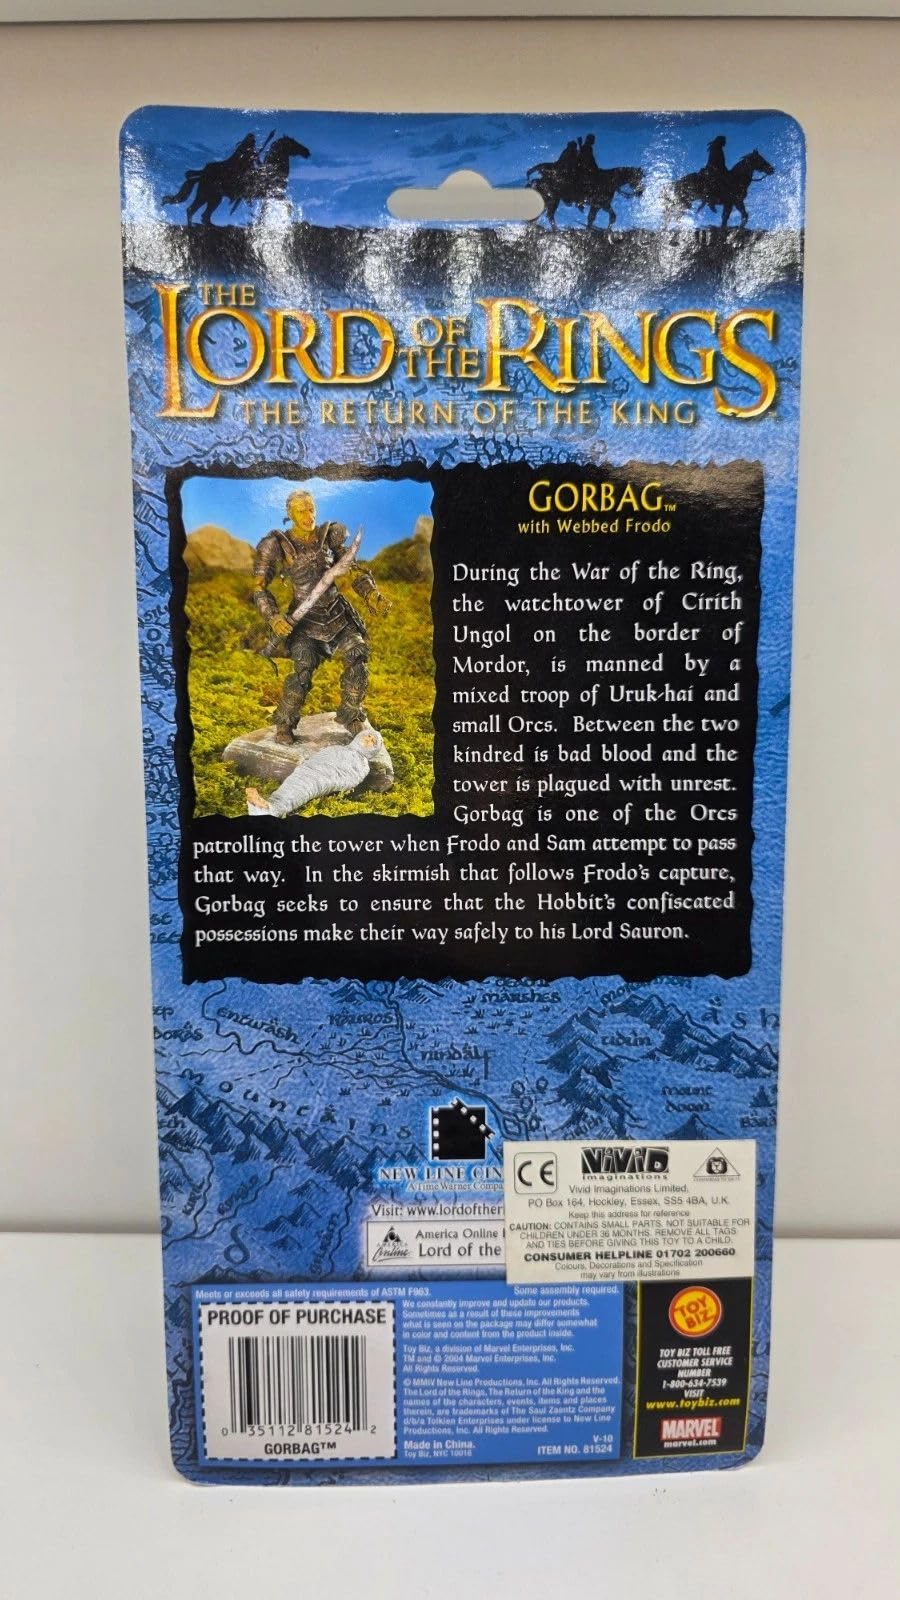 THE LORD OF THE RINGS
THE RETURN OF THE KING
GORBAG™
with Webbed Frodo
During the War of the Ring,
the watchtower of Cirith
Ungol on the border of
Mordor, is manned by a
mixed troop of Uruk-hai and
small Orcs. Between the two
kindred is bad blood and the
tower is plagued with unrest.
Gorbag is one of the Orcs
patrolling the tower when Frodo and Sam attempt to pass
that way. In the skirmish that follows Frodo's capture,
Gorbag seeks to ensure that the Hobbit's confiscated
possessions make their way safely to his Lord Sauron.
marshes
entwash
udun
mount
doom
NEW LINE CIN
A Time Warner Compa
Visit: www.lordofther
America Online
Lord of the
CE
ViViD
imaginations
Vivid Imaginations Limited,
PO Box 164, Hockley, Essex, SS5 4BA, U.K.
Keep this address for reference
CAUTION: CONTAINS SMALL PARTS. NOT SUITABLE FOR
CHILDREN UNDER 36 MONTHS. REMOVE ALL TAGS
AND TIES BEFORE GIVING THIS TOY TO A CHILD.
CONSUMER HELPLINE 01702 200660
Colours, Decorations and Specification
may vary from illustrations
Meets or exceeds all safety requirements of ASTM F963.
Some assembly required.
PROOF OF PURCHASE
0 35112 81524 2
GORBAG™
We constantly improve and update our products.
Sometimes as a result of these improvements
what is seen on the package may differ somewhat
in color and content from the product inside.
Toy Biz, a division of Marvel Enterprises, Inc.
TM and © 2004 Marvel Enterprises, Inc.
All Rights Reserved.
© MMIV New Line Productions, Inc. All Rights Reserved.
The Lord of the Rings, The Return of the King and the
names of the characters, events, items and places
therein, are trademarks of The Saul Zaentz Company
d/b/a Tolkien Enterprises under license to New Line
Productions, Inc. All Rights Reserved.
Made in China.
Toy Biz, NYC 10016
V-10
ITEM NO. 81524
TOY BIZ
TOY BIZ TOLL FREE
CUSTOMER SERVICE
NUMBER
1-800-634-7539
VISIT
www.toybiz.com
MARVEL
marvel.com